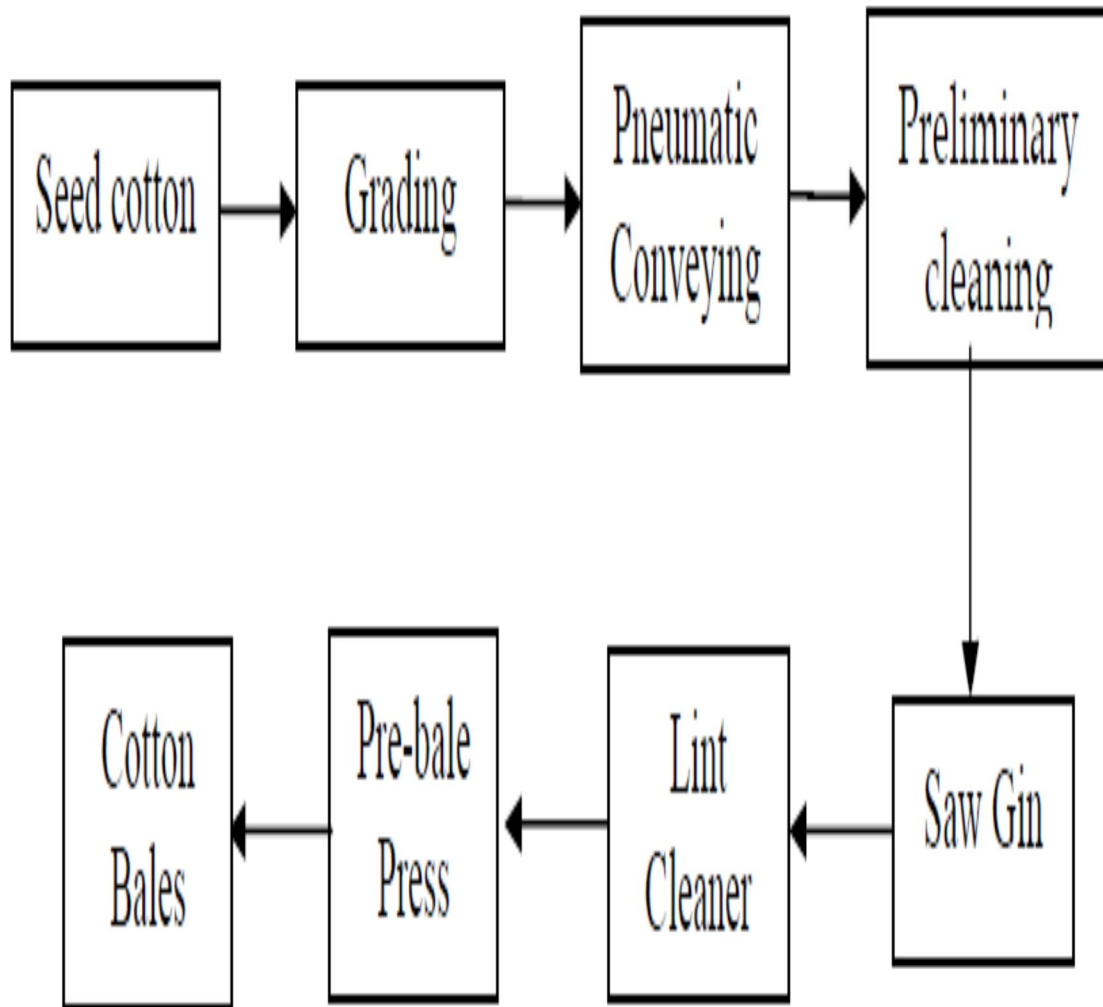 Seed cotton
Grading
Pneumatic
Conveying
Preliminary
cleaning
Saw Gin
Lint
Cleaner
Pre-bale
Press
Cotton
Bales